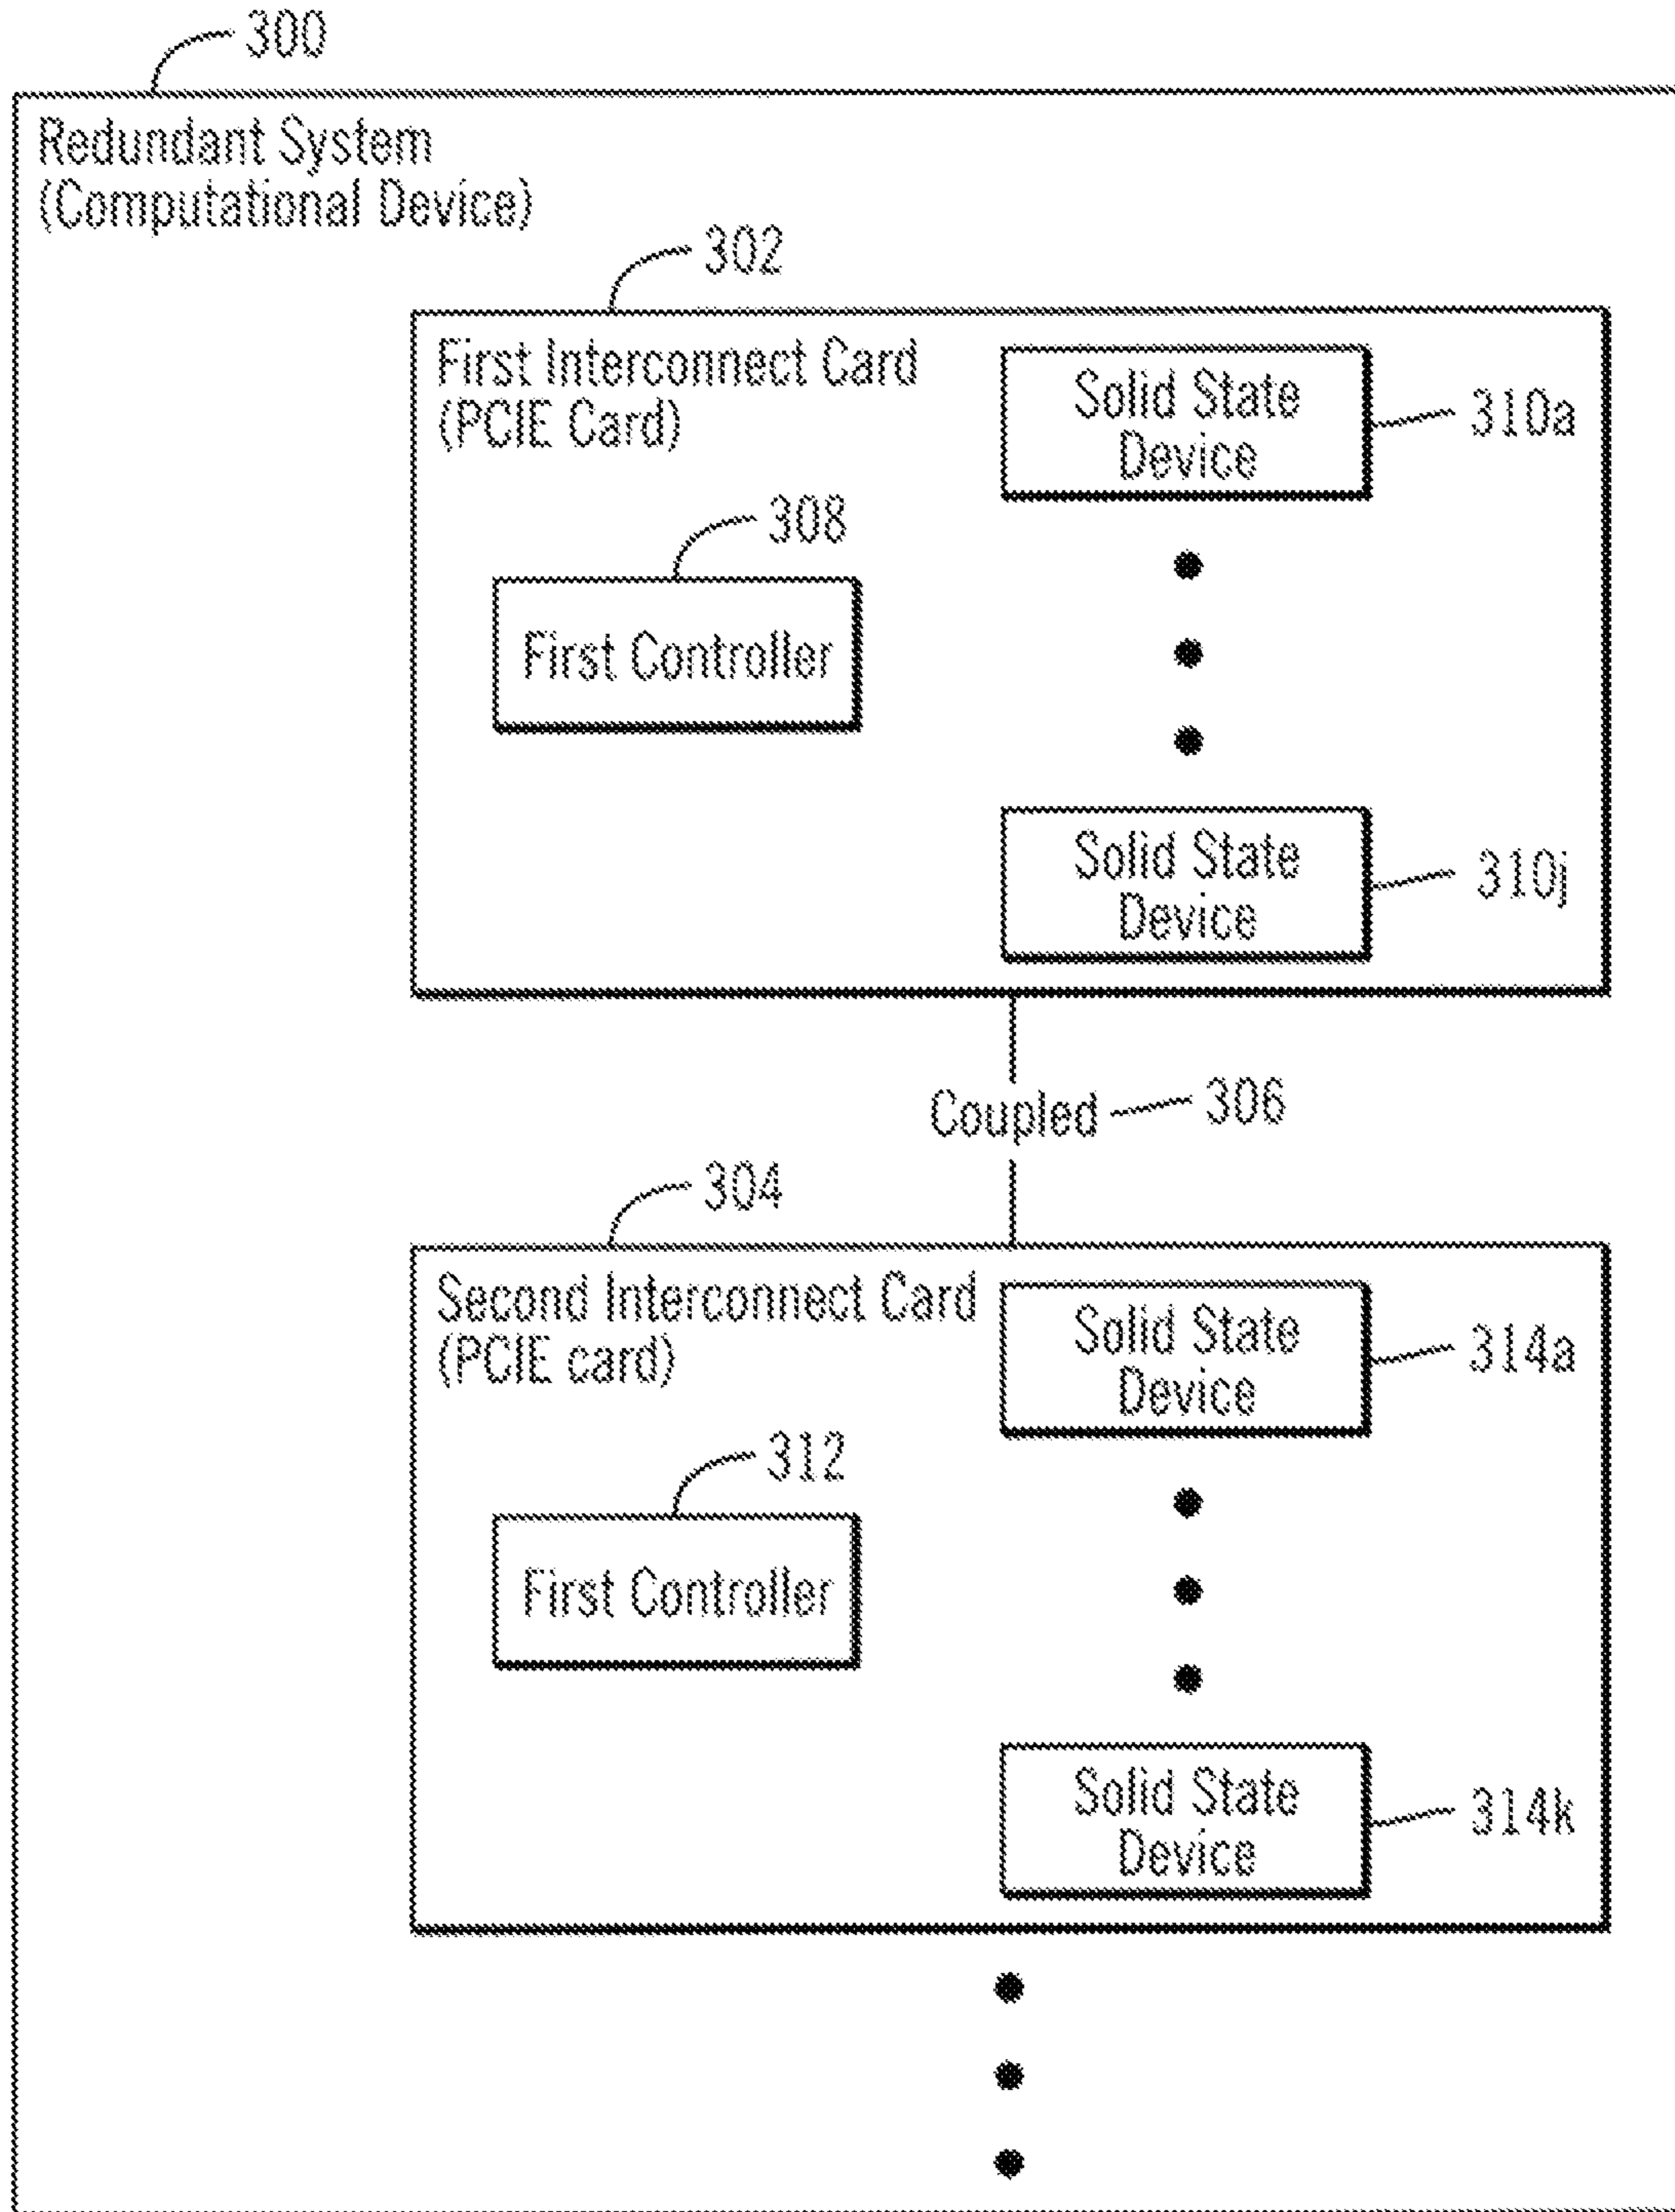 300
Redundant System
(Computational Device)
302
First Interconnect Card
(PCIE Card)
Solid State
Device
310a
308
First Controller
Solid State
Device
310j
Coupled
306
304
Second Interconnect Card
(PCIE card)
Solid State
Device
314a
312
First Controller
Solid State
Device
314k